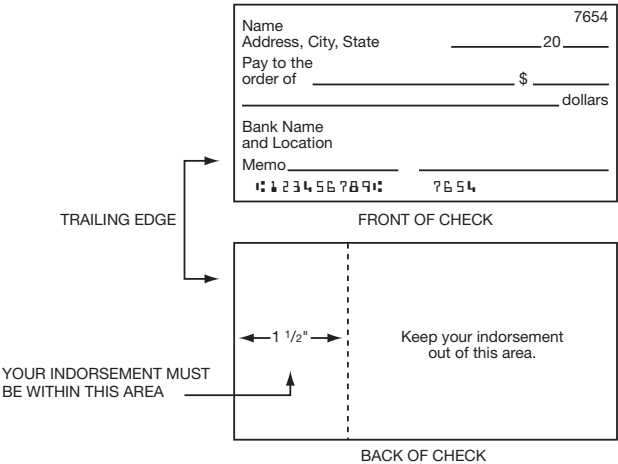 7654
Name
Address, City, State 20
Pay to the
order of $
dollars
Bank Name
and Location
Memo
⑆123456789⑆ 7654
TRAILING EDGE
FRONT OF CHECK
1 1/2"
Keep your indorsement
out of this area.
YOUR INDORSEMENT MUST
BE WITHIN THIS AREA
BACK OF CHECK